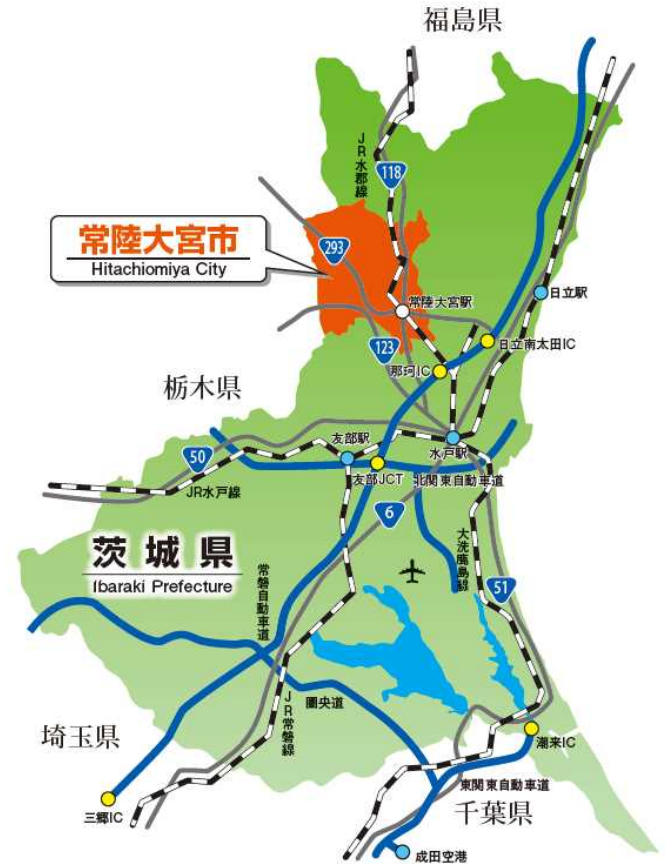 福島県
JR水郡線
118
常陸大宮市
Hitachiomiya City
293
常陸大宮駅
日立駅
123
日立南太田IC
那珂IC
栃木県
友部駅
水戸駅
50
友部JCT
北関東自動車道
JR水戸線
6
茨城県
Ibaraki Prefecture
常磐自動車道
大洗鹿島線
51
圏央道
JR常磐線
埼玉県
潮来IC
東関東自動車道
三郷IC
千葉県
成田空港